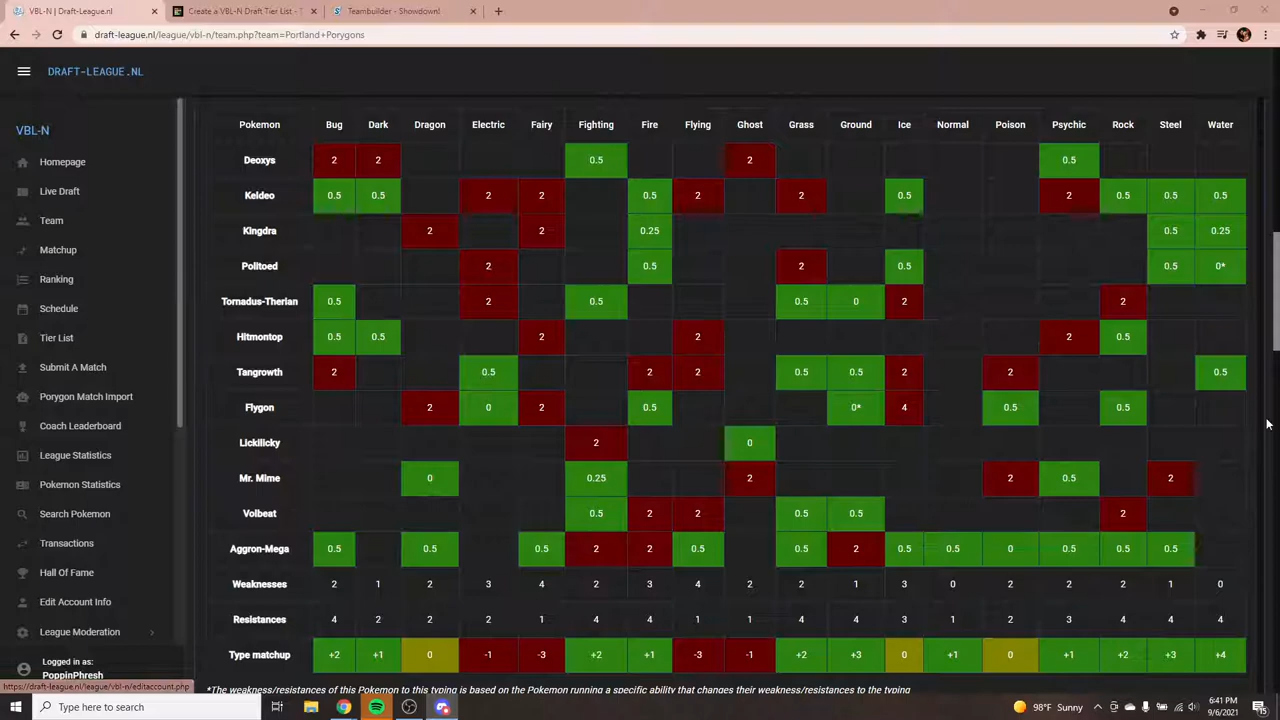 VBL-N | Draft-League.nl
Create a VBL-N Draft Tier List - T
Teambuilder - Showdown!
draft-league.nl/league/vbl-n/team.php?team=Portland+Porygons
DRAFT-LEAGUE.NL
VBL-N
Homepage
Live Draft
Team
Matchup
Ranking
Schedule
Tier List
Submit A Match
Porygon Match Import
Coach Leaderboard
League Statistics
Pokemon Statistics
Search Pokemon
Transactions
Hall Of Fame
Edit Account Info
League Moderation
Logged in as:
PoppinPhresh
https://draft-league.nl/league/vbl-n/editaccount.php
Pokemon Bug Dark Dragon Electric Fairy Fighting Fire Flying Ghost Grass Ground Ice Normal Poison Psychic Rock Steel Water
Deoxys 2 2 0.5 2 0.5
Keldeo 0.5 0.5 2 2 0.5 2 2 0.5 2 0.5 0.5 0.5
Kingdra 2 2 0.25 0.5 0.25
Politoed 2 0.5 2 0.5 0.5 0*
Tornadus-Therian 0.5 2 0.5 0.5 0 2 2
Hitmontop 0.5 0.5 2 2 2 0.5
Tangrowth 2 0.5 2 2 0.5 0.5 2 2 0.5
Flygon 2 0 2 0.5 0* 4 0.5 0.5
Lickilicky 2 0
Mr. Mime 0 0.25 2 2 0.5 2
Volbeat 0.5 2 2 0.5 0.5 2
Aggron-Mega 0.5 0.5 0.5 2 2 0.5 0.5 2 0.5 0.5 0 0.5 0.5 0.5
Weaknesses 2 1 2 3 4 2 3 4 2 2 1 3 0 2 2 2 1 0
Resistances 4 2 2 2 1 4 4 1 1 4 4 3 1 2 3 4 4 4
Type matchup +2 +1 0 -1 -3 +2 +1 -3 -1 +2 +3 0 +1 0 +1 +2 +3 +4
*The weakness/resistances of this Pokemon to this typing is based on the Pokemon running a specific ability that changes their weakness/resistances to the typing
Type here to search
98°F Sunny
6:41 PM
9/6/2021
15